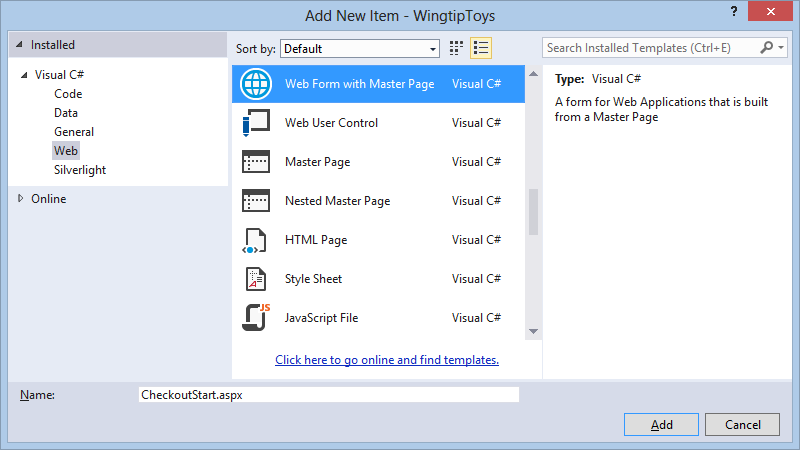 Add New Item - WingtipToys
?
Installed
Sort by: Default
Search Installed Templates (Ctrl+E)
Visual C#
Code
Data
General
Web
Silverlight
Online
Web Form with Master Page Visual C#
Web User Control Visual C#
Master Page Visual C#
Nested Master Page Visual C#
HTML Page Visual C#
Style Sheet Visual C#
JS
JavaScript File Visual C#
Click here to go online and find templates.
Type: Visual C#
A form for Web Applications that is built
from a Master Page
Name: CheckoutStart.aspx
Add
Cancel